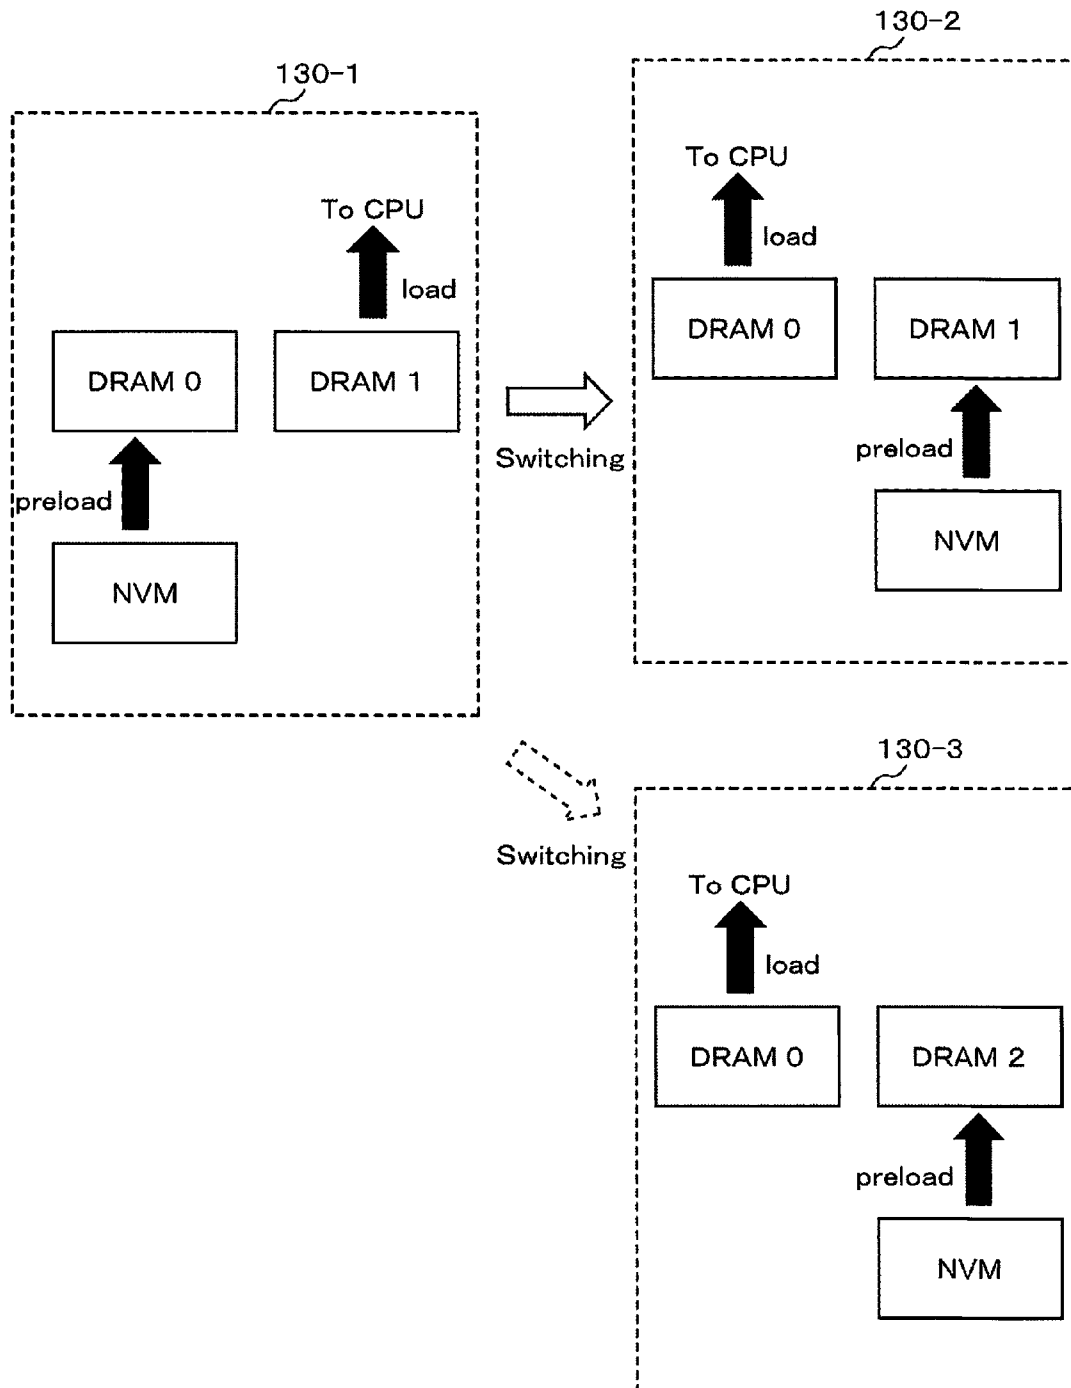 130-1
To CPU
load
DRAM 0
DRAM 1
preload
NVM
Switching
130-2
To CPU
load
DRAM 0
DRAM 1
preload
NVM
Switching
130-3
To CPU
load
DRAM 0
DRAM 2
preload
NVM